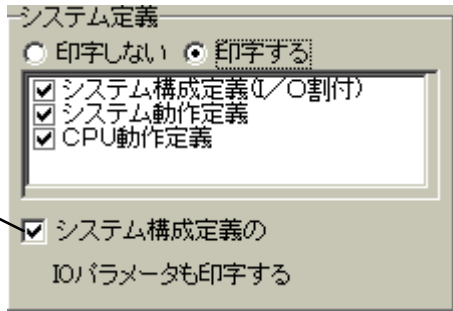 システム定義
印字しない 印字する
システム構成定義(I/O割付)
システム動作定義
CPU動作定義
システム構成定義の
IOパラメータも印字する